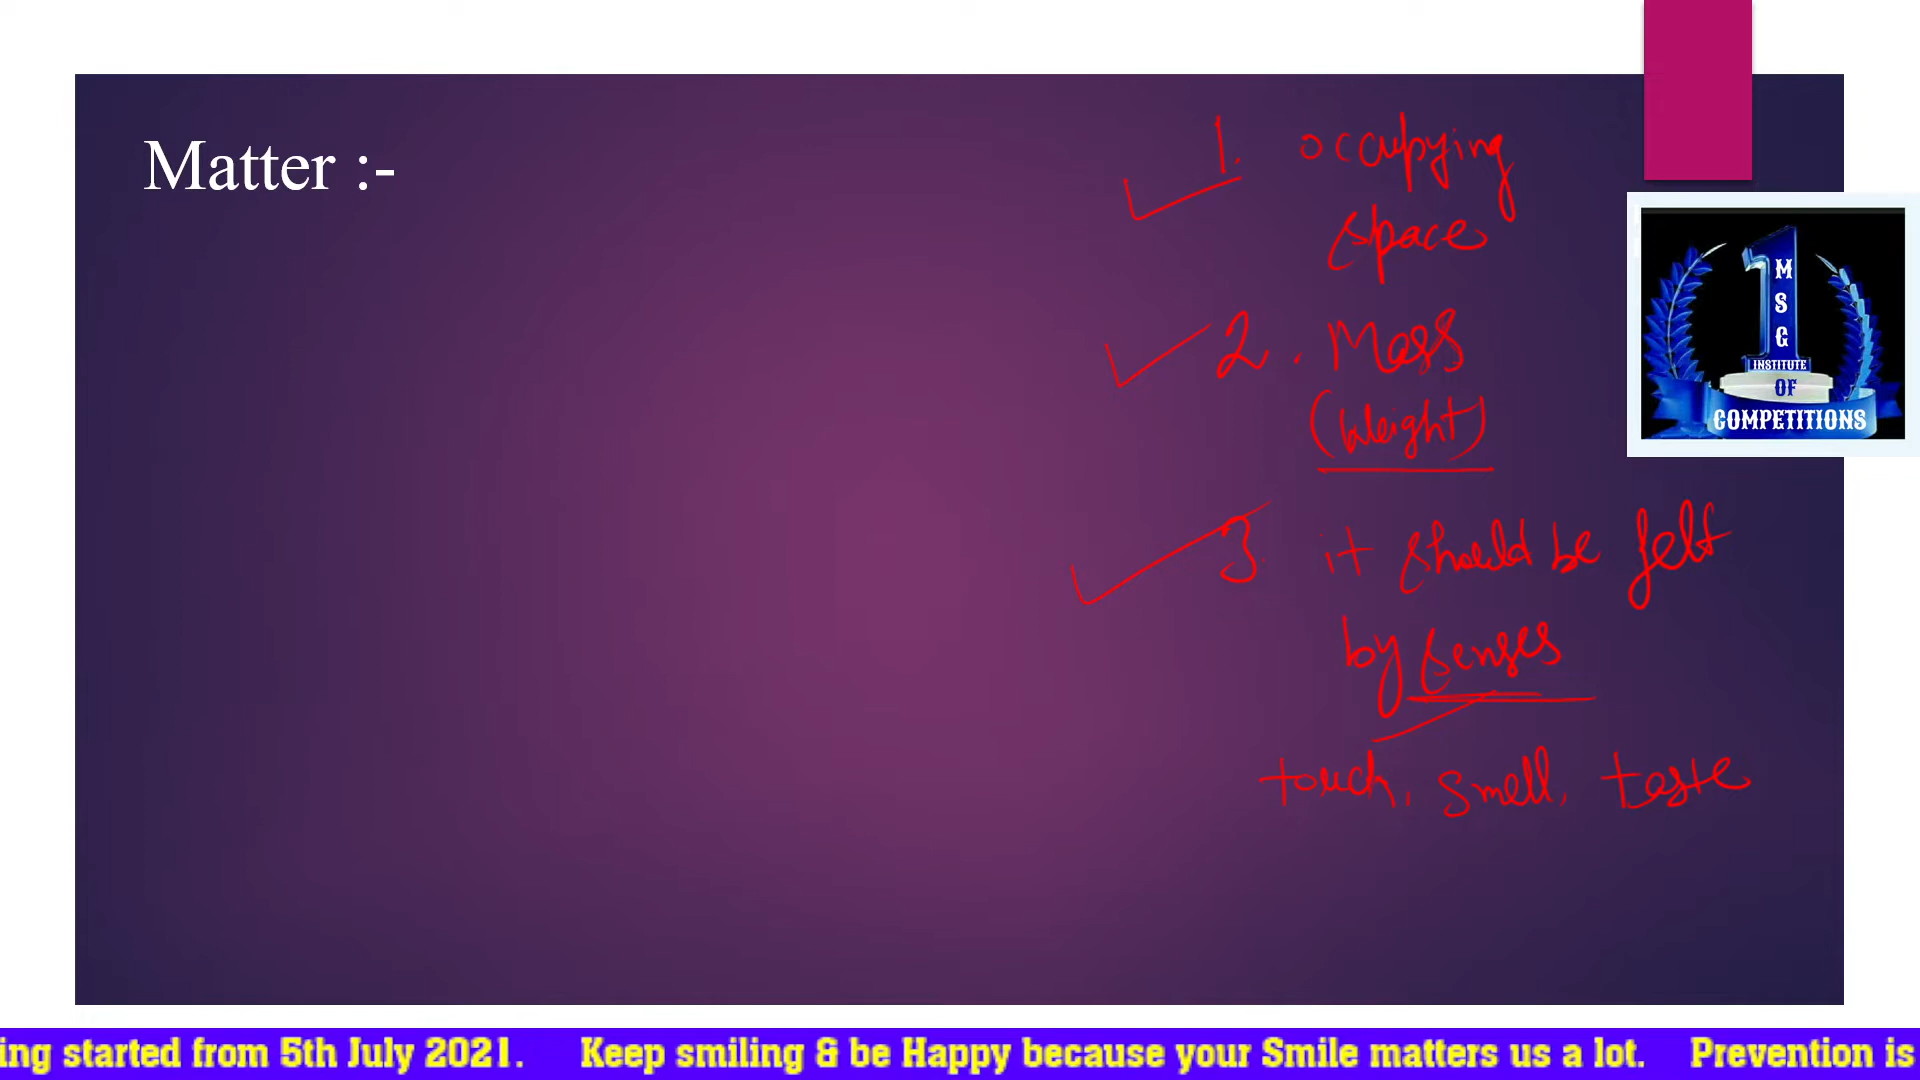 Matter :-
1. occupying
space
2. Mass
(Weight)
3. it should be felt
by senses
touch, smell, taste
1
M
S
G
INSTITUTE
OF
COMPETITIONS
ing started from 5th July 2021. Keep smiling & be Happy because your Smile matters us a lot. Prevention is